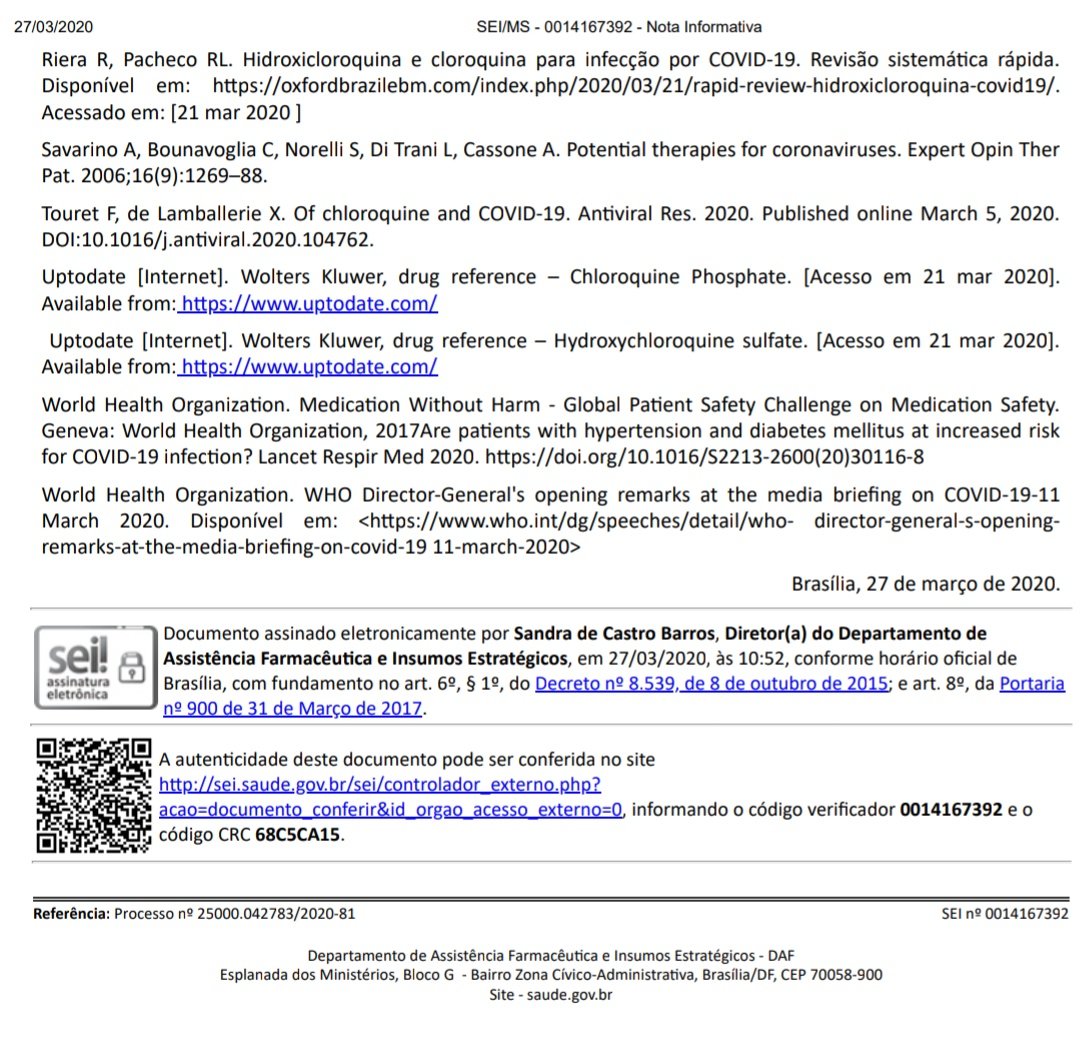 27/03/2020 SEI/MS - 0014167392 - Nota Informativa
Riera R, Pacheco RL. Hidroxicloroquina e cloroquina para infecção por COVID-19. Revisão sistemática rápida.
Disponível em: https://oxfordbrazilebm.com/index.php/2020/03/21/rapid-review-hidroxicloroquina-covid19/.
Acessado em: [21 mar 2020 ]
Savarino A, Bounavoglia C, Norelli S, Di Trani L, Cassone A. Potential therapies for coronaviruses. Expert Opin Ther
Pat. 2006;16(9):1269–88.
Touret F, de Lamballerie X. Of chloroquine and COVID-19. Antiviral Res. 2020. Published online March 5, 2020.
DOI:10.1016/j.antiviral.2020.104762.
Uptodate [Internet]. Wolters Kluwer, drug reference – Chloroquine Phosphate. [Acesso em 21 mar 2020].
Available from: https://www.uptodate.com/
Uptodate [Internet]. Wolters Kluwer, drug reference – Hydroxychloroquine sulfate. [Acesso em 21 mar 2020].
Available from: https://www.uptodate.com/
World Health Organization. Medication Without Harm - Global Patient Safety Challenge on Medication Safety.
Geneva: World Health Organization, 2017Are patients with hypertension and diabetes mellitus at increased risk
for COVID-19 infection? Lancet Respir Med 2020. https://doi.org/10.1016/S2213-2600(20)30116-8
World Health Organization. WHO Director-General's opening remarks at the media briefing on COVID-19-11
March 2020. Disponível em: <https://www.who.int/dg/speeches/detail/who- director-general-s-opening-
remarks-at-the-media-briefing-on-covid-19 11-march-2020>
Brasília, 27 de março de 2020.
sei!
assinatura
eletrônica
Documento assinado eletronicamente por Sandra de Castro Barros, Diretor(a) do Departamento de
Assistência Farmacêutica e Insumos Estratégicos, em 27/03/2020, às 10:52, conforme horário oficial de
Brasília, com fundamento no art. 6º, § 1º, do Decreto nº 8.539, de 8 de outubro de 2015; e art. 8º, da Portaria
nº 900 de 31 de Março de 2017.
A autenticidade deste documento pode ser conferida no site
http://sei.saude.gov.br/sei/controlador_externo.php?
acao=documento_conferir&id_orgao_acesso_externo=0, informando o código verificador 0014167392 e o
código CRC 68C5CA15.
Referência: Processo nº 25000.042783/2020-81 SEI nº 0014167392
Departamento de Assistência Farmacêutica e Insumos Estratégicos - DAF
Esplanada dos Ministérios, Bloco G - Bairro Zona Cívico-Administrativa, Brasília/DF, CEP 70058-900
Site - saude.gov.br